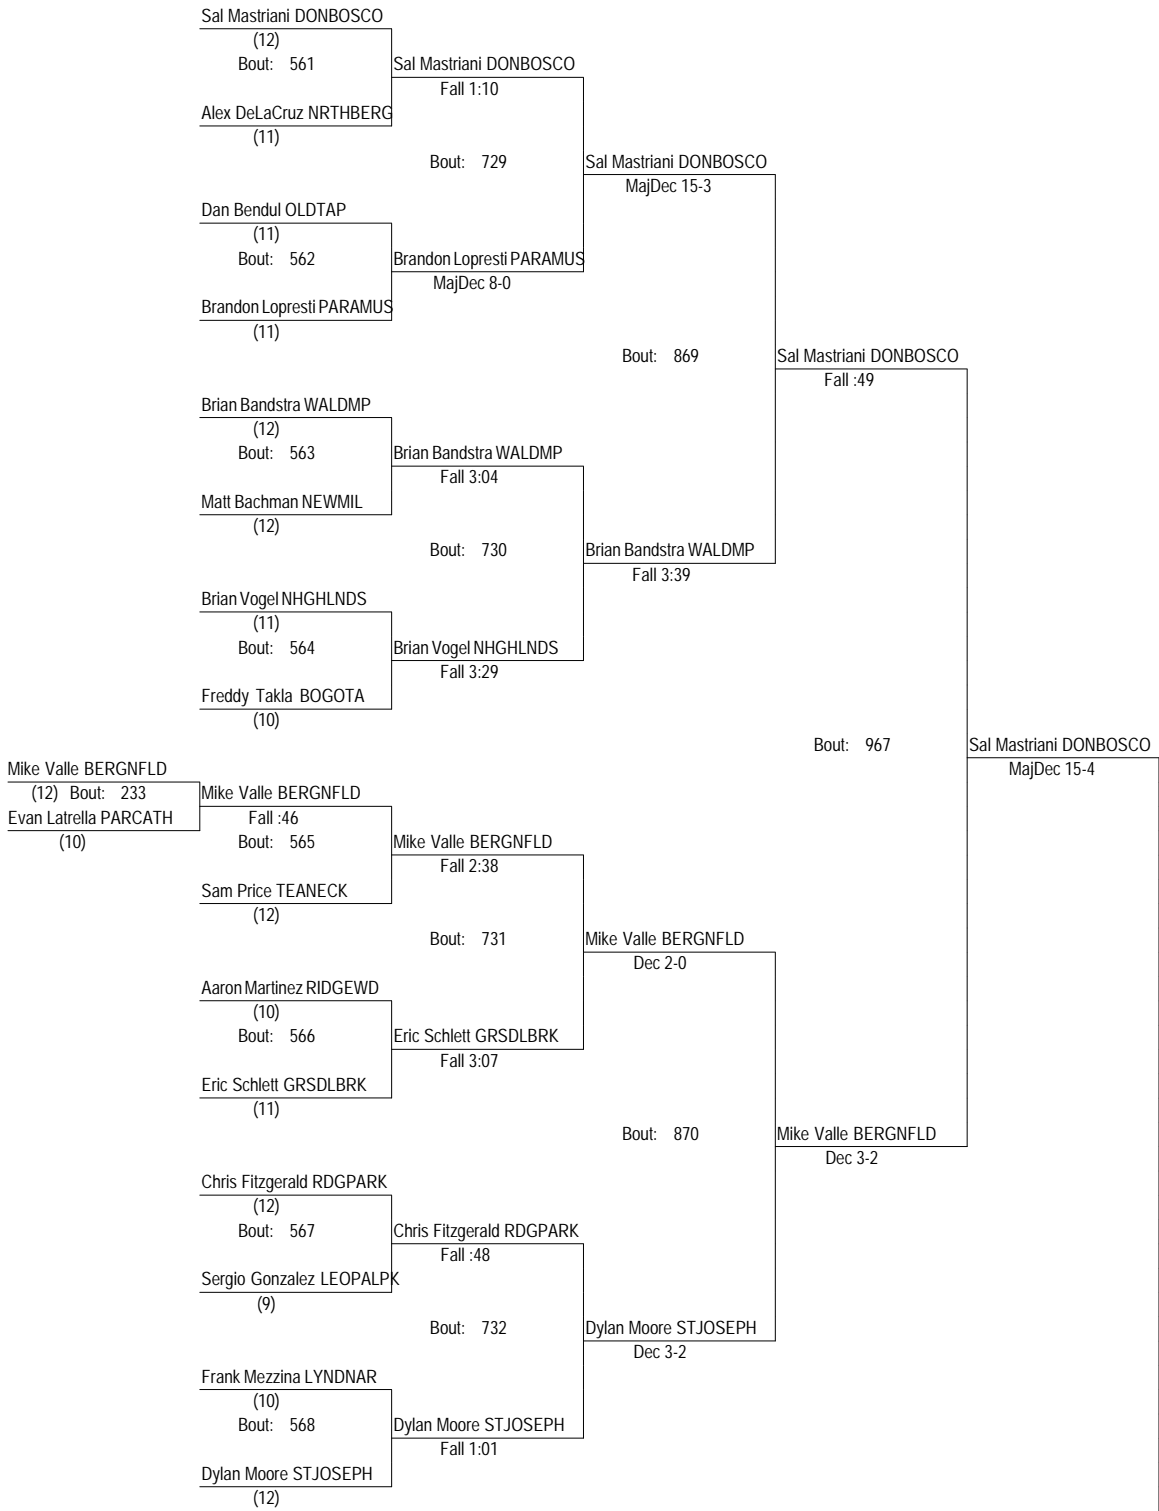 Sal Mastriani DONBOSCO
(12)
Bout: 561
Sal Mastriani DONBOSCO
Fall 1:10
Alex DeLaCruz NRTHBERG
(11)
Bout: 729
Sal Mastriani DONBOSCO
MajDec 15-3
Dan Bendul OLDTAP
(11)
Bout: 562
Brandon Lopresti PARAMUS
MajDec 8-0
Brandon Lopresti PARAMUS
(11)
Bout: 869
Sal Mastriani DONBOSCO
Fall :49
Brian Bandstra WALDMP
(12)
Bout: 563
Brian Bandstra WALDMP
Fall 3:04
Matt Bachman NEWMIL
(12)
Bout: 730
Brian Bandstra WALDMP
Fall 3:39
Brian Vogel NHGHLNDS
(11)
Bout: 564
Brian Vogel NHGHLNDS
Fall 3:29
Freddy Takla BOGOTA
(10)
Bout: 967
Sal Mastriani DONBOSCO
MajDec 15-4
Mike Valle BERGNFLD
(12) Bout: 233
Evan Latrella PARCATH
(10)
Mike Valle BERGNFLD
Fall :46
Bout: 565
Mike Valle BERGNFLD
Fall 2:38
Sam Price TEANECK
(12)
Bout: 731
Mike Valle BERGNFLD
Dec 2-0
Aaron Martinez RIDGEWD
(10)
Bout: 566
Eric Schlett GRSDLBRK
Fall 3:07
Eric Schlett GRSDLBRK
(11)
Bout: 870
Mike Valle BERGNFLD
Dec 3-2
Chris Fitzgerald RDGPARK
(12)
Bout: 567
Chris Fitzgerald RDGPARK
Fall :48
Sergio Gonzalez LEOPALPK
(9)
Bout: 732
Dylan Moore STJOSEPH
Dec 3-2
Frank Mezzina LYNDNAR
(10)
Bout: 568
Dylan Moore STJOSEPH
Fall 1:01
Dylan Moore STJOSEPH
(12)